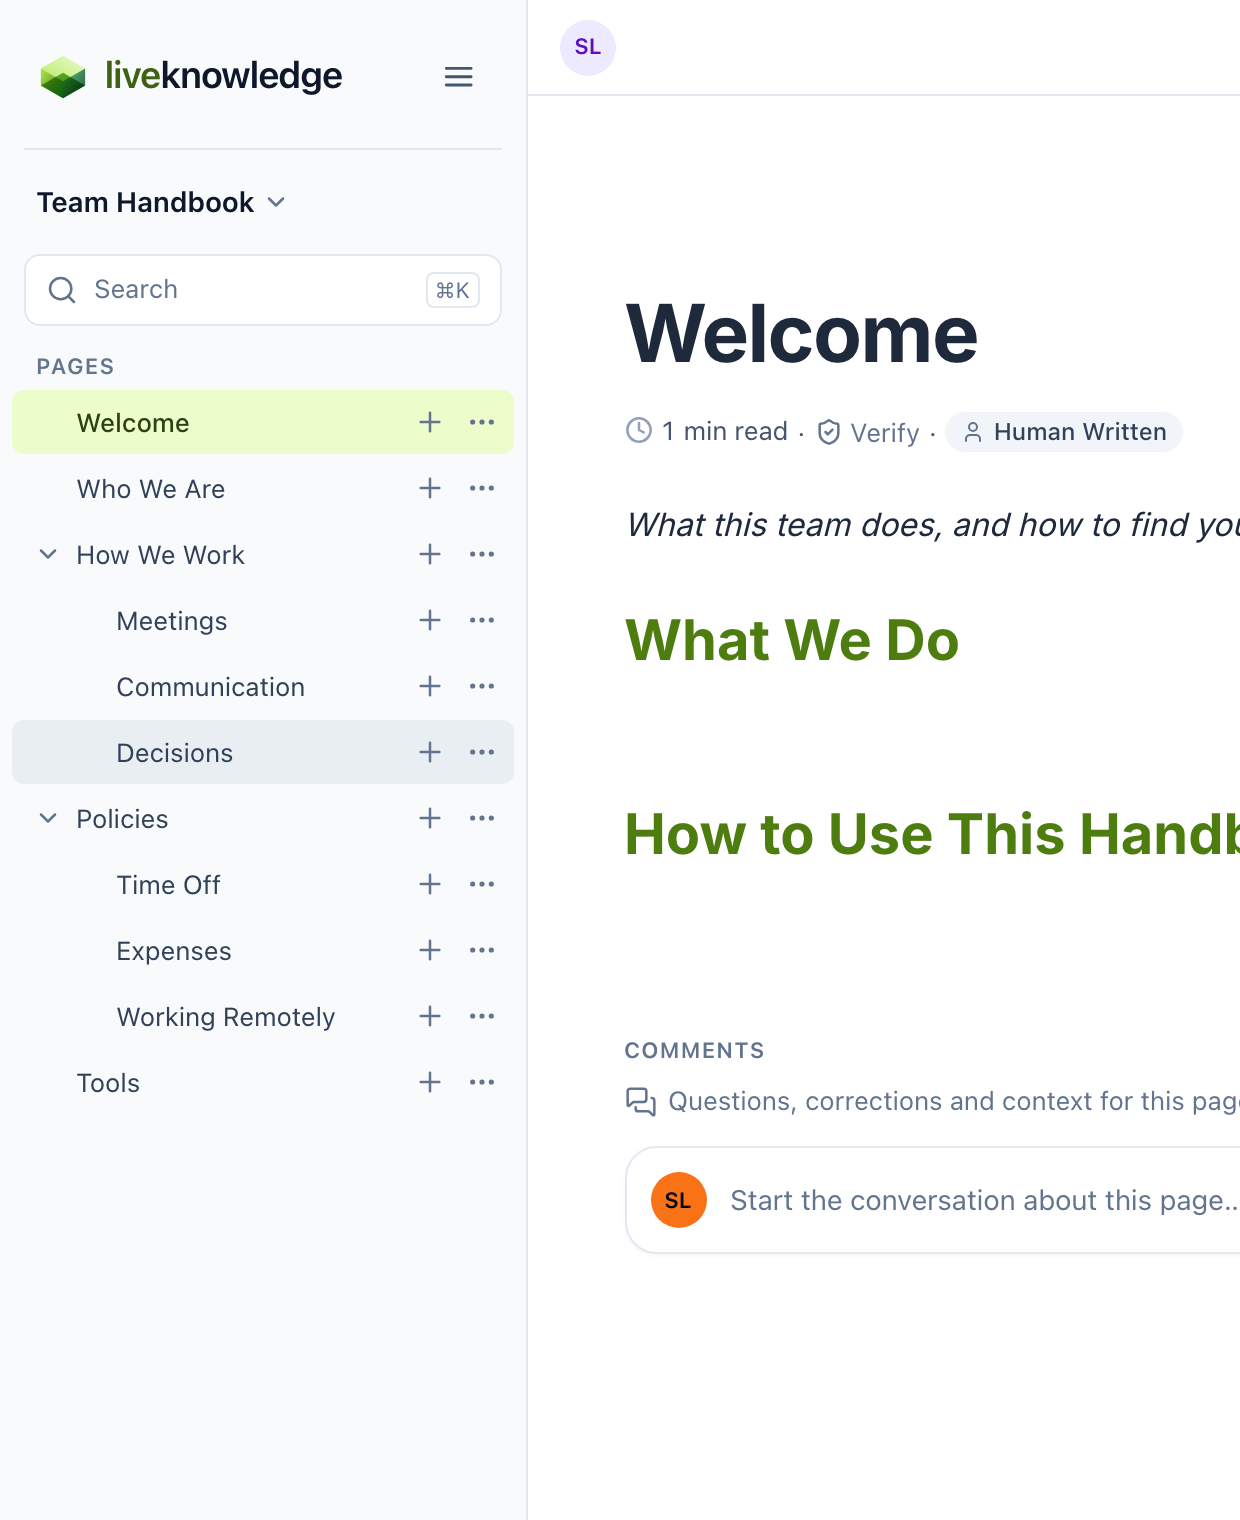 liveknowledge
Team Handbook
Search ⌘K
PAGES
Welcome
Who We Are
How We Work
Meetings
Communication
Decisions
Policies
Time Off
Expenses
Working Remotely
Tools
SL
Welcome
1 min read · Verify · Human Written
What this team does, and how to find you
What We Do
How to Use This Handb
COMMENTS
Questions, corrections and context for this page
SL Start the conversation about this page..